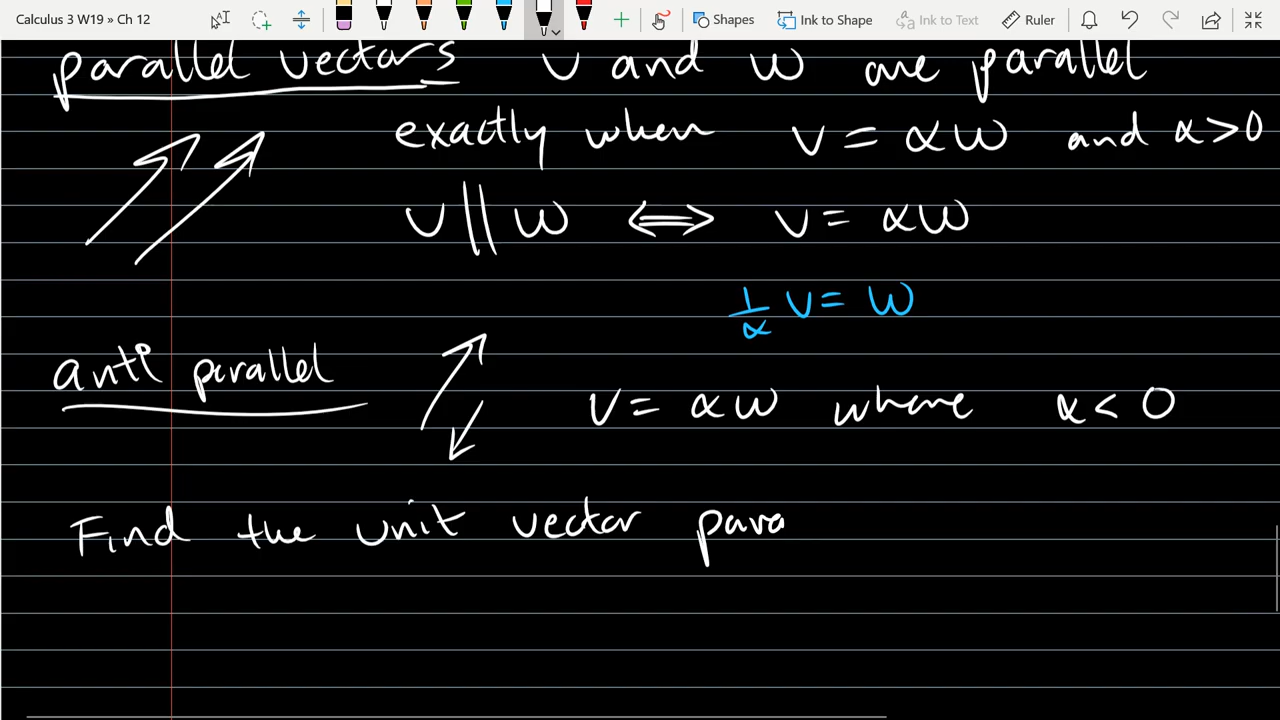 Calculus 3 W19 » Ch 12
Shapes
Ink to Shape
Ink to Text
Ruler
parallel vectors v and w are parallel
exactly when v = αw and α > 0
v || w ⟺ v = αw
1/α v = w
anti parallel v = αw where α < 0
Find the unit vector para